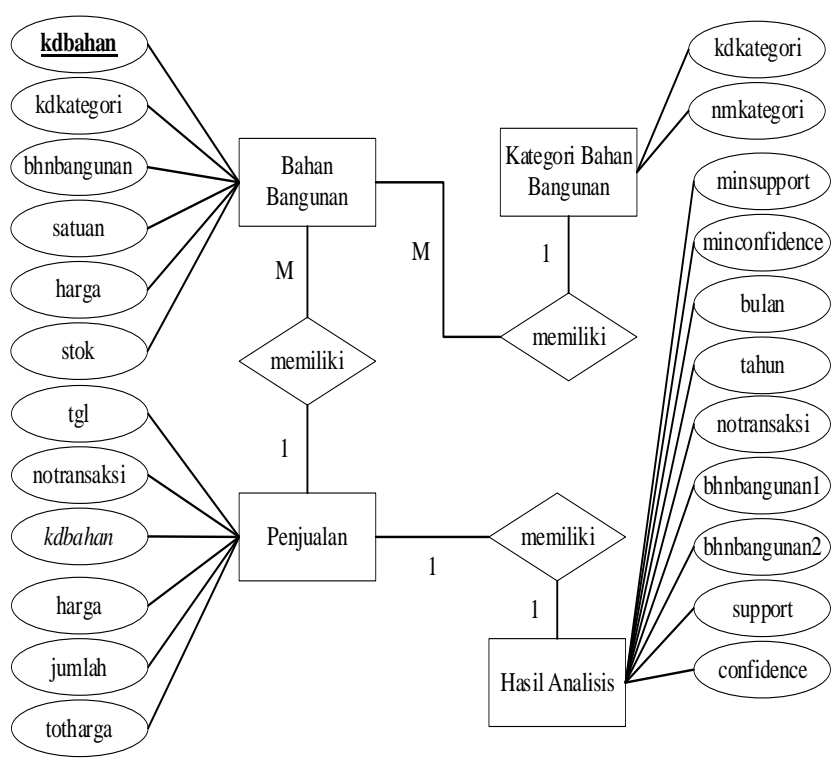 kdbahan
kdkategori
bhnbangunan
satuan
harga
stok
tgl
notransaksi
kdbahan
harga
jumlah
totharga
Bahan
Bangunan
M
memiliki
1
Penjualan
M
1
Kategori Bahan
Bangunan
1
memiliki
memiliki
1
Hasil Analisis
kdkategori
nmkategori
minsupport
minconfidence
bulan
tahun
notransaksi
bhnbangunan1
bhnbangunan2
support
confidence